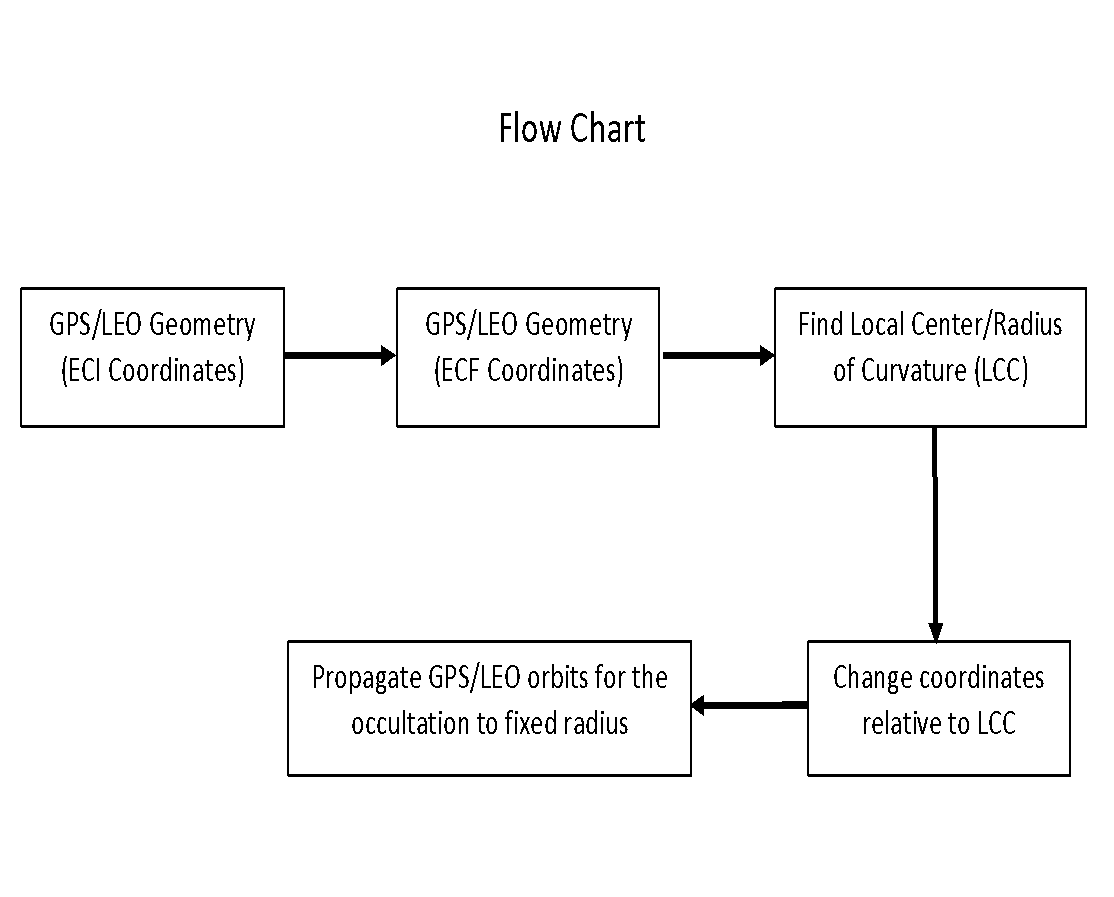 Flow Chart
GPS/LEO Geometry
(ECI Coordinates)
GPS/LEO Geometry
(ECF Coordinates)
Find Local Center/Radius
of Curvature (LCC)
Change coordinates
relative to LCC
Propagate GPS/LEO orbits for the
occultation to fixed radius